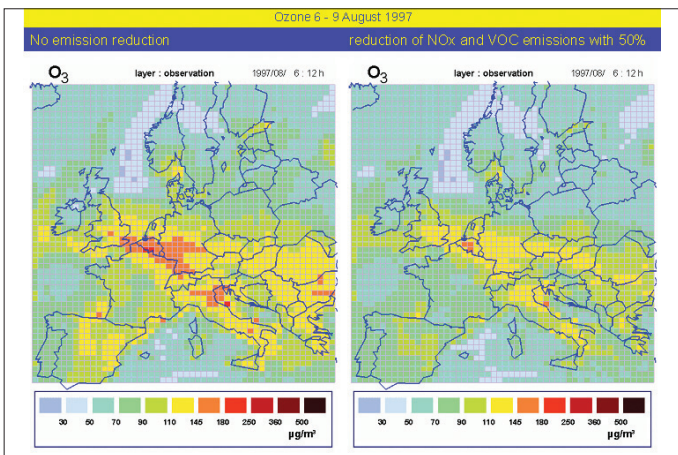 Ozone 6 - 9 August 1997
No emission reduction
reduction of NOx and VOC emissions with 50%
O3 layer : observation 1997/08/ 6 : 12 h
O3 layer : observation 1997/08/ 6 : 12 h
30 50 70 90 110 145 180 250 360 500
µg/m²
30 50 70 90 110 145 180 250 360 500
µg/m²